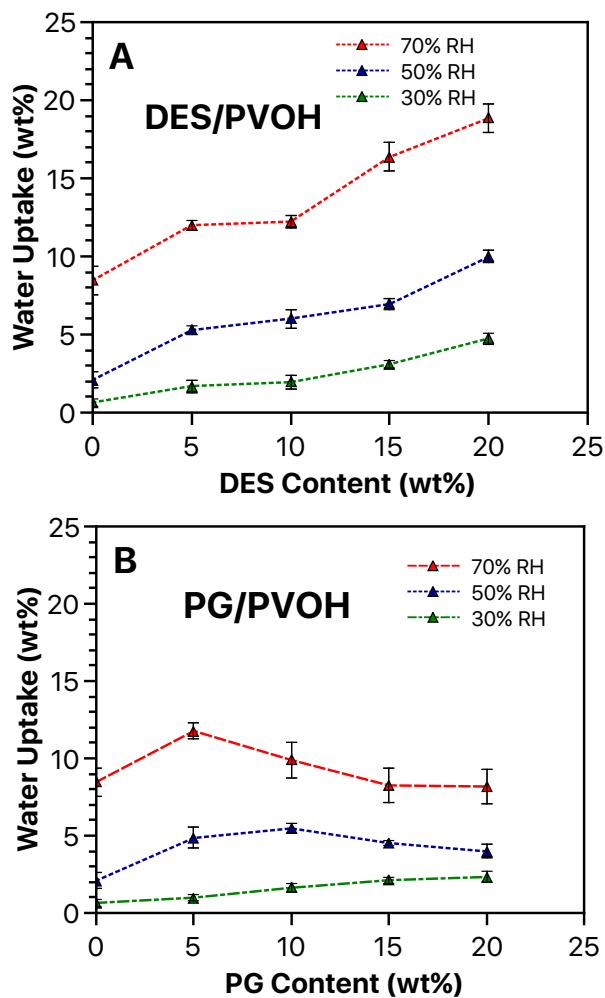 A
DES/PVOH
70% RH
50% RH
30% RH
Water Uptake (wt%)
25
20
15
10
5
0
0 5 10 15 20 25
DES Content (wt%)
B
PG/PVOH
70% RH
50% RH
30% RH
Water Uptake (wt%)
25
20
15
10
5
0
0 5 10 15 20 25
PG Content (wt%)